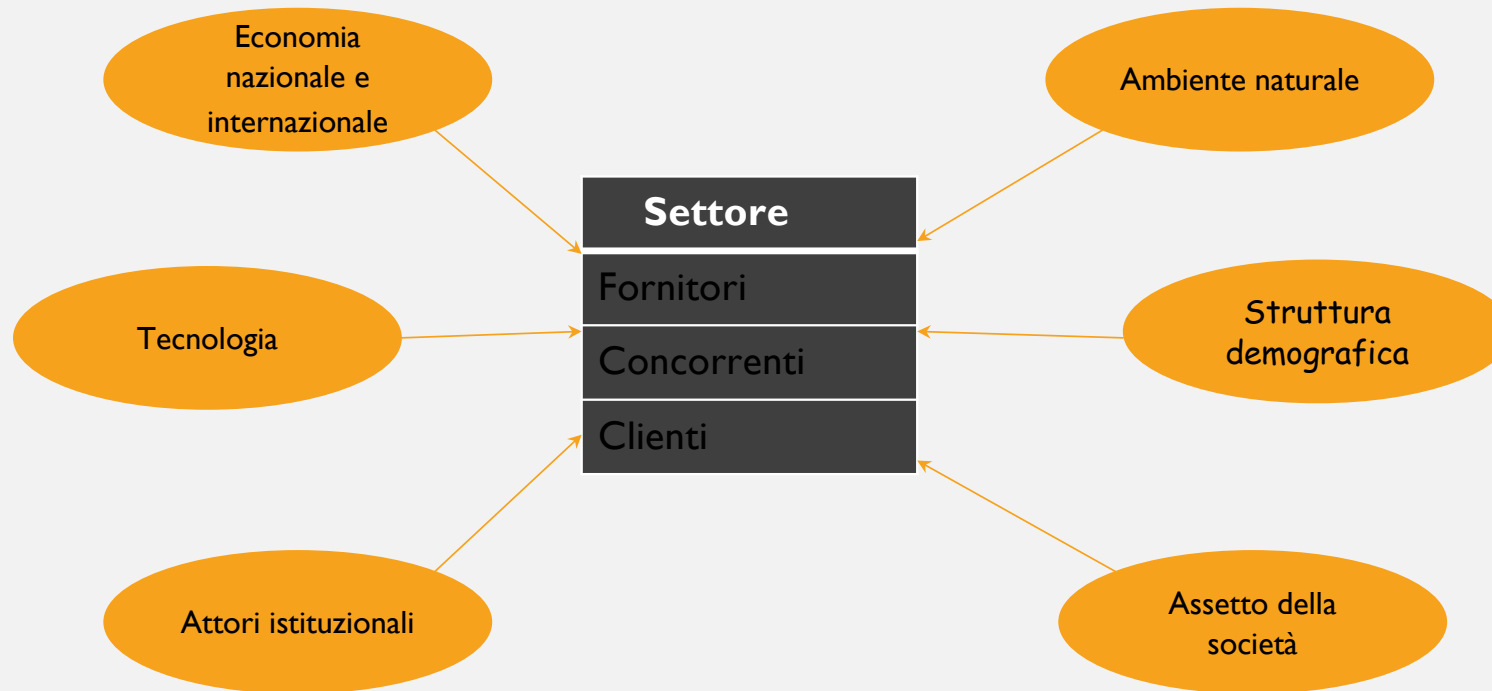 Economia
nazionale e
internazionale
Ambiente naturale
Settore
Fornitori
Tecnologia
Struttura
demografica
Concorrenti
Clienti
Attori istituzionali
Assetto della
società